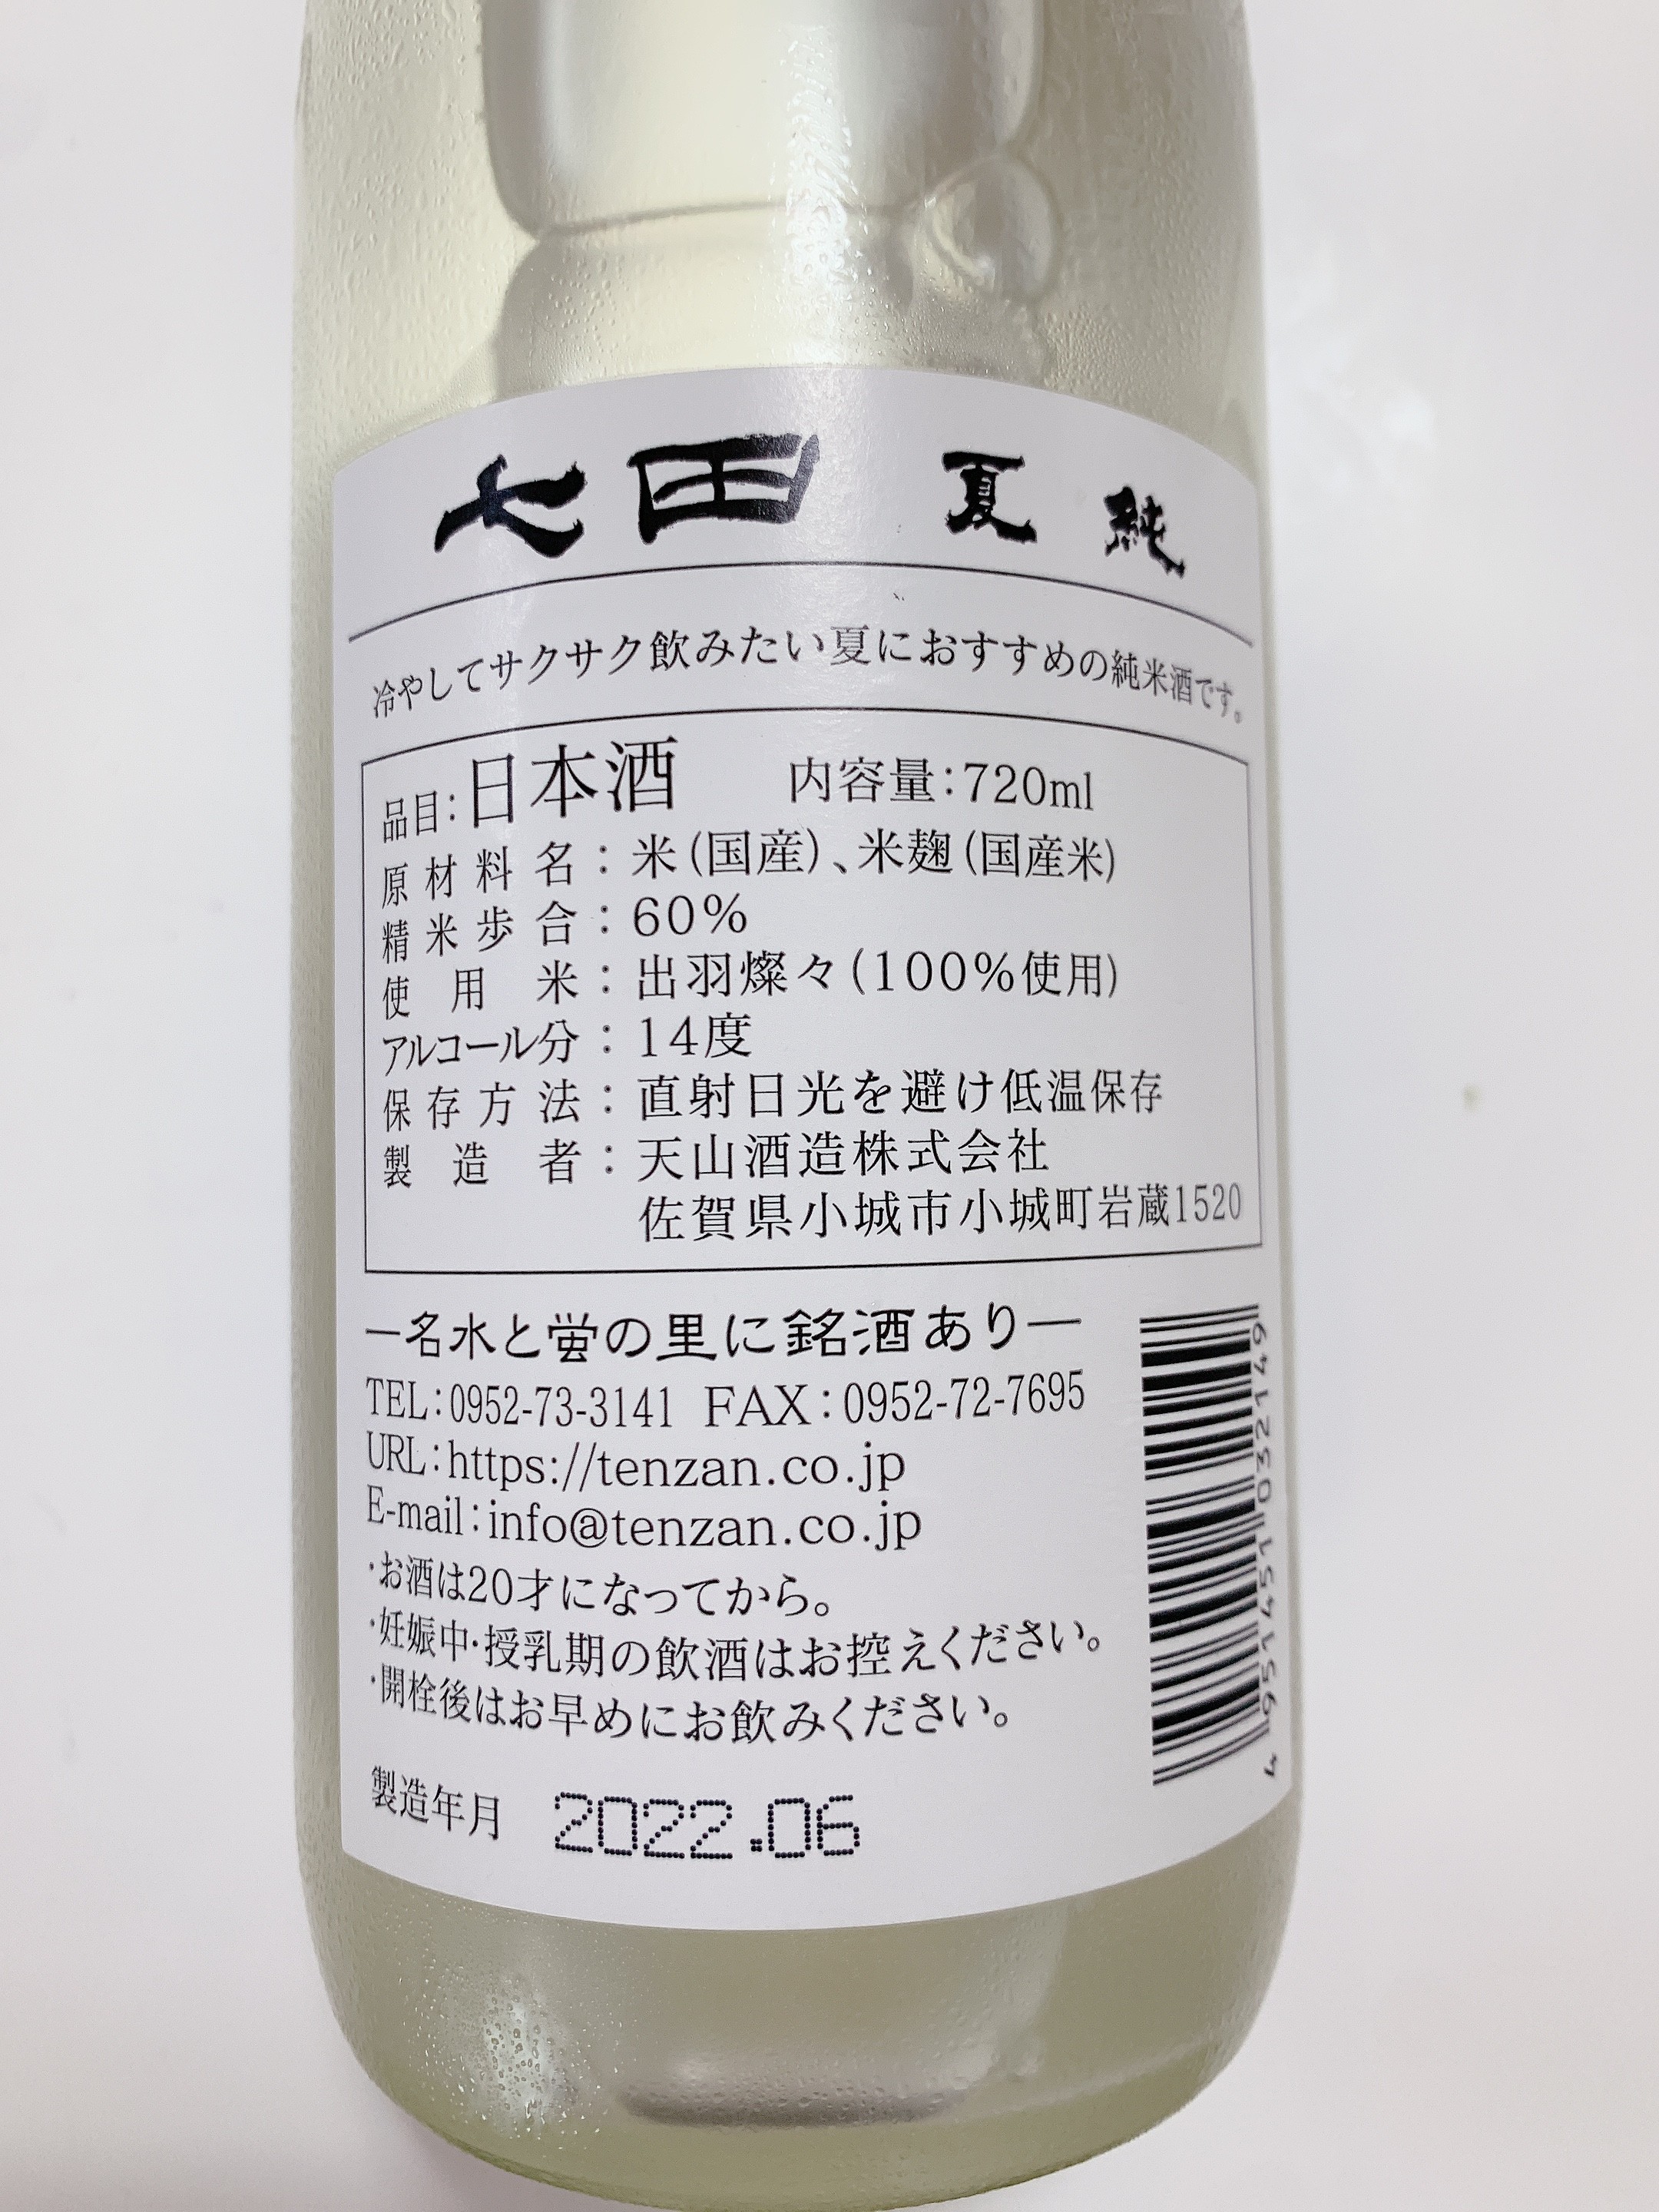 七田 夏 純
冷やしてサクサク飲みたい夏におすすめの純米酒です。
品目:日本酒 内容量:720ml
原材料名:米(国産)、米麹(国産米)
精米歩合:60%
使用米:出羽燦々(100%使用)
アルコール分:14度
保存方法:直射日光を避け低温保存
製造者:天山酒造株式会社
佐賀県小城市小城町岩蔵1520
―名水と蛍の里に銘酒あり―
TEL:0952-73-3141 FAX:0952-72-7695
URL:https://tenzan.co.jp
E-mail:info@tenzan.co.jp
・お酒は20才になってから。
・妊娠中・授乳期の飲酒はお控えください。
・開栓後はお早めにお飲みください。
製造年月 2022.06
4 965154 032149